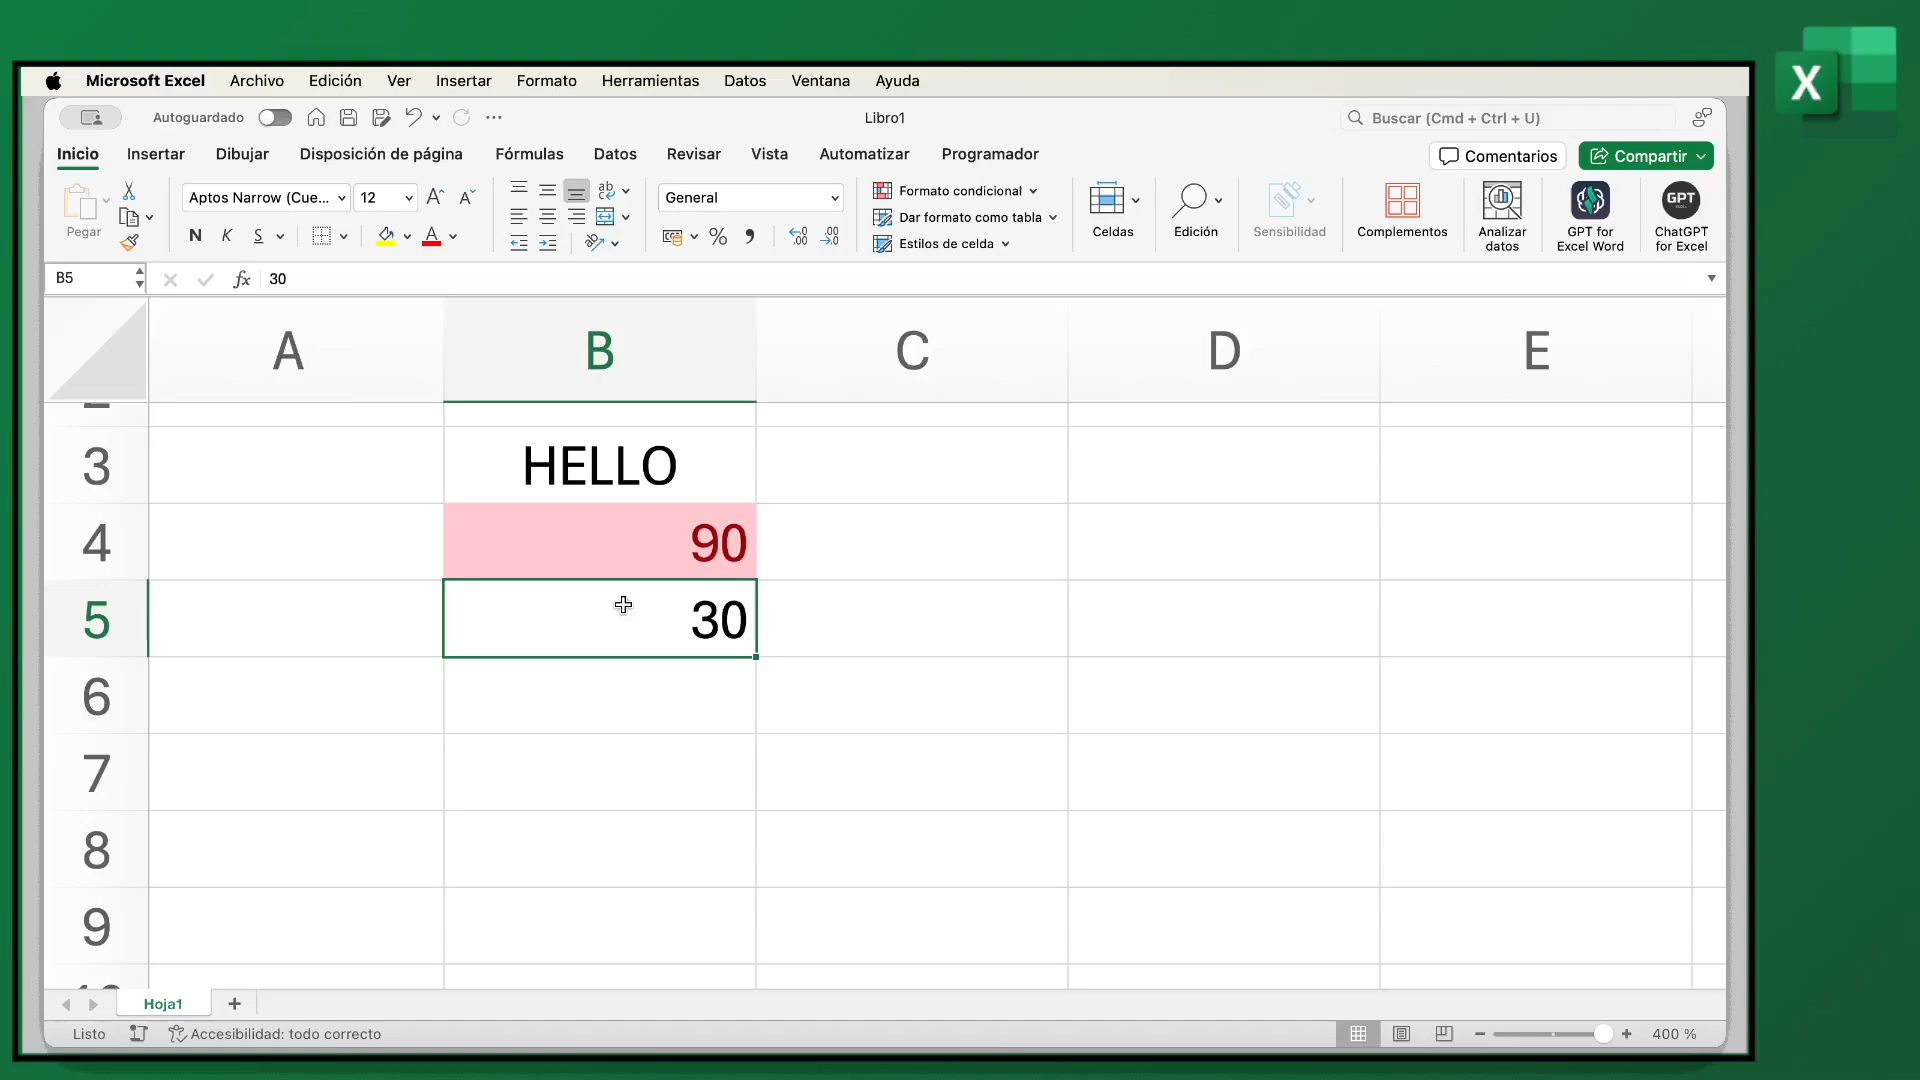 X
Microsoft Excel Archivo Edición Ver Insertar Formato Herramientas Datos Ventana Ayuda
Autoguardado Libro1 Buscar (Cmd + Ctrl + U)
Inicio Insertar Dibujar Disposición de página Fórmulas Datos Revisar Vista Automatizar Programador Comentarios Compartir
Pegar
Aptos Narrow (Cue... 12 A A ab General Formato condicional
Dar formato como tabla
N K S A % Estilos de celda
Celdas Edición Sensibilidad Complementos Analizar datos GPT for Excel Word GPT ChatGPT for Excel
B5 fx 30
A B C D E
3 HELLO
4 90
5 30
6
7
8
9
Hoja1 +
Listo Accesibilidad: todo correcto 400 %